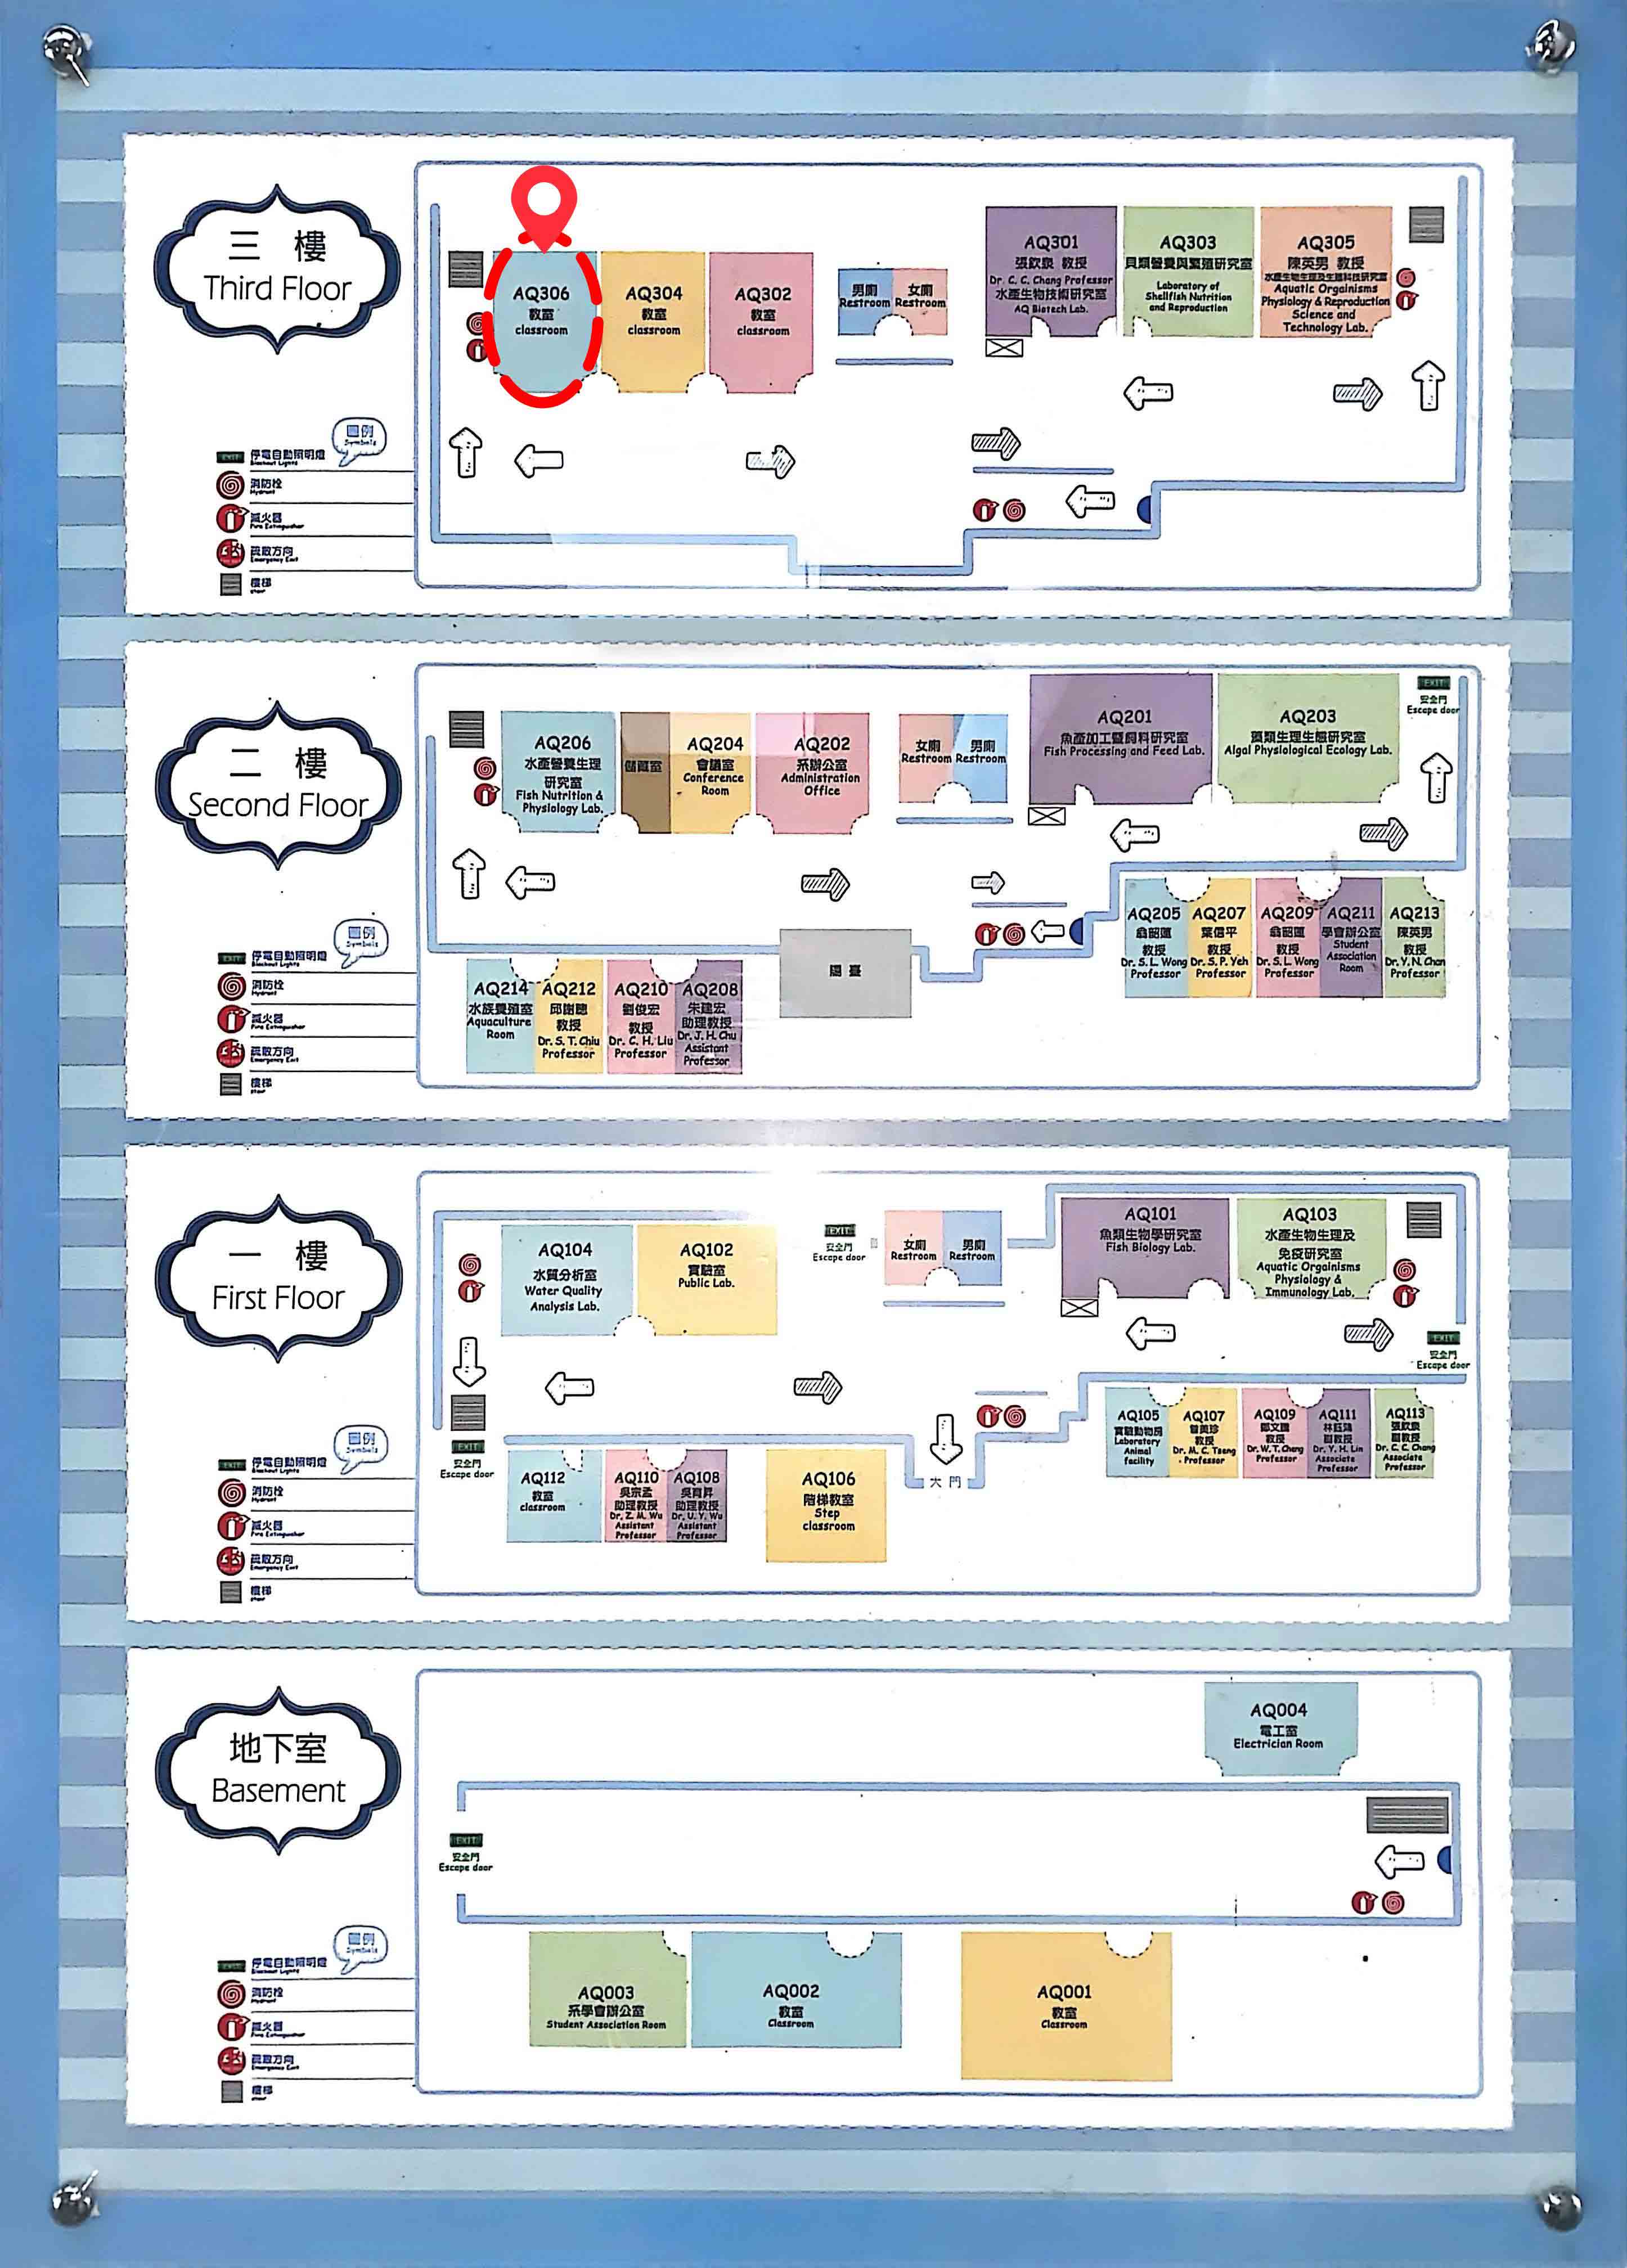 三 樓
Third Floor
圖例
Symbols
停電自動照明燈
Blackout Lights
消防栓
Hydrant
滅火器
Fire Extinguisher
疏散方向
Emergency Exit
樓梯
AQ306
教室
classroom
AQ304
教室
classroom
AQ302
教室
classroom
男廁
Restroom
女廁
Restroom
AQ301
張欽泉 教授
Dr. C. C. Chang Professor
水產生物技術研究室
AQ Biotech Lab.
AQ303
貝類營養與繁殖研究室
Laboratory of
Shellfish Nutrition
and Reproduction
AQ305
陳英男 教授
水產生物生理及生殖科技研究室
Aquatic Orgainisms
Physiology & Reproduction
Science and
Technology Lab.
二 樓
Second Floor
圖例
Symbols
停電自動照明燈
Blackout Lights
消防栓
Hydrant
滅火器
Fire Extinguisher
疏散方向
Emergency Exit
樓梯
AQ206
水產營養生理
研究室
Fish Nutrition &
Physiology Lab.
儲藏室
AQ204
會議室
Conference
Room
AQ202
系辦公室
Administration
Office
女廁
Restroom
男廁
Restroom
AQ201
魚產加工暨飼料研究室
Fish Processing and Feed Lab.
AQ203
藻類生理生態研究室
Algal Physiological Ecology Lab.
EXIT
安全門
Escape door
AQ214
水族養殖室
Aquaculture
Room
AQ212
邱謝聰
教授
Dr. S. T. Chiu
Professor
AQ210
劉俊宏
教授
Dr. C. H. Liu
Professor
AQ208
朱建宏
助理教授
Dr. J. H. Chu
Assistant
Professor
陽臺
AQ205
翁韶蓮
教授
Dr. S. L. Wong
Professor
AQ207
葉信平
教授
Dr. S. P. Yeh
Professor
AQ209
翁韶蓮
教授
Dr. S. L. Wong
Professor
AQ211
學會辦公室
Student
Association
Room
AQ213
陳英男
教授
Dr. Y. N. Chen
Professor
一 樓
First Floor
圖例
Symbols
停電自動照明燈
Blackout Lights
消防栓
Hydrant
滅火器
Fire Extinguisher
疏散方向
Emergency Exit
樓梯
AQ104
水質分析室
Water Quality
Analysis Lab.
AQ102
實驗室
Public Lab.
EXIT
安全門
Escape door
女廁
Restroom
男廁
Restroom
AQ101
魚類生物學研究室
Fish Biology Lab.
AQ103
水產生物生理及
免疫研究室
Aquatic Orgainisms
Physiology &
Immunology Lab.
EXIT
安全門
Escape door
EXIT
安全門
Escape door
AQ112
教室
classroom
AQ110
吳宗孟
助理教授
Dr. Z. M. Wu
Assistant
Professor
AQ108
吳育昇
助理教授
Dr. U. Y. Wu
Assistant
Professor
AQ106
階梯教室
Step
classroom
大門
AQ105
實驗動物房
Laboratory
Animal
facility
AQ107
曾美珍
教授
Dr. M. C. Tseng
Professor
AQ109
鄭文騰
教授
Dr. W. T. Cheng
Professor
AQ111
林鈺鴻
副教授
Dr. Y. H. Lin
Associate
Professor
AQ113
張欽泉
副教授
Dr. C. C. Chang
Associate
Professor
地下室
Basement
圖例
Symbols
停電自動照明燈
Blackout Lights
消防栓
Hydrant
滅火器
Fire Extinguisher
疏散方向
Emergency Exit
樓梯
AQ004
電工室
Electrician Room
EXIT
安全門
Escape door
AQ003
系學會辦公室
Student Association Room
AQ002
教室
Classroom
AQ001
教室
Classroom